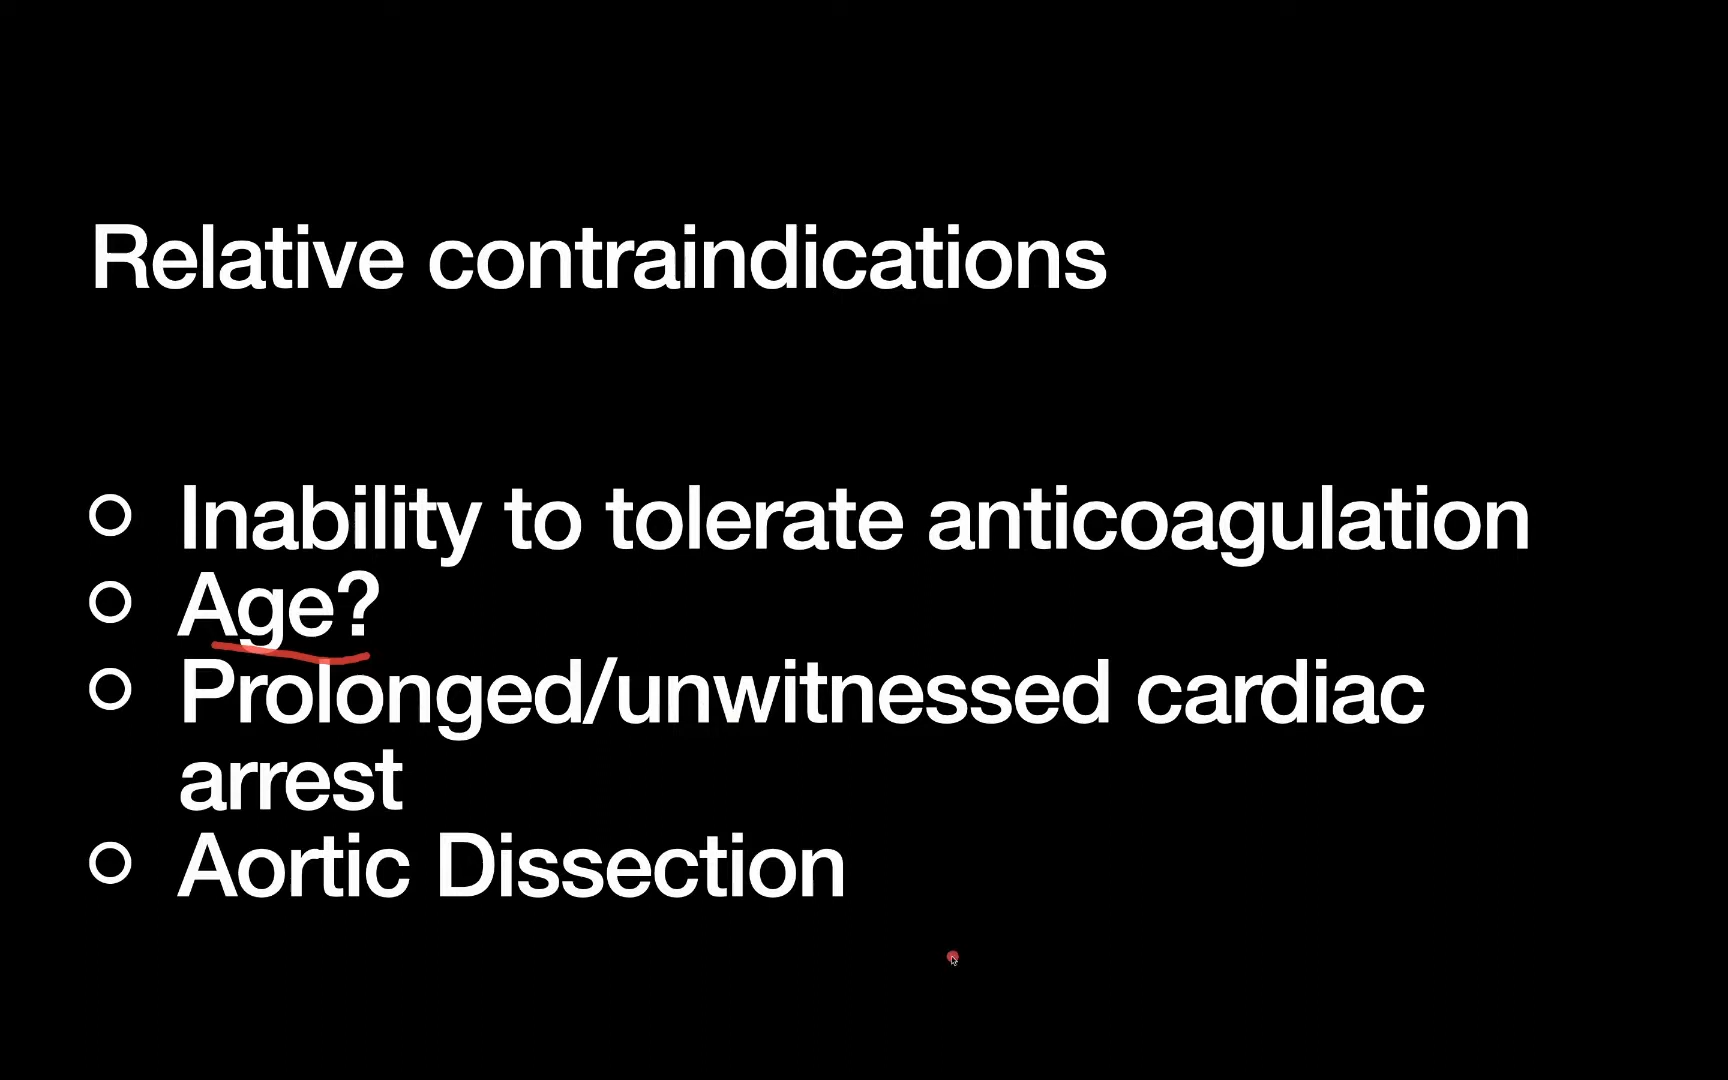 Relative contraindications
Inability to tolerate anticoagulation
Age?
Prolonged/unwitnessed cardiac
arrest
Aortic Dissection